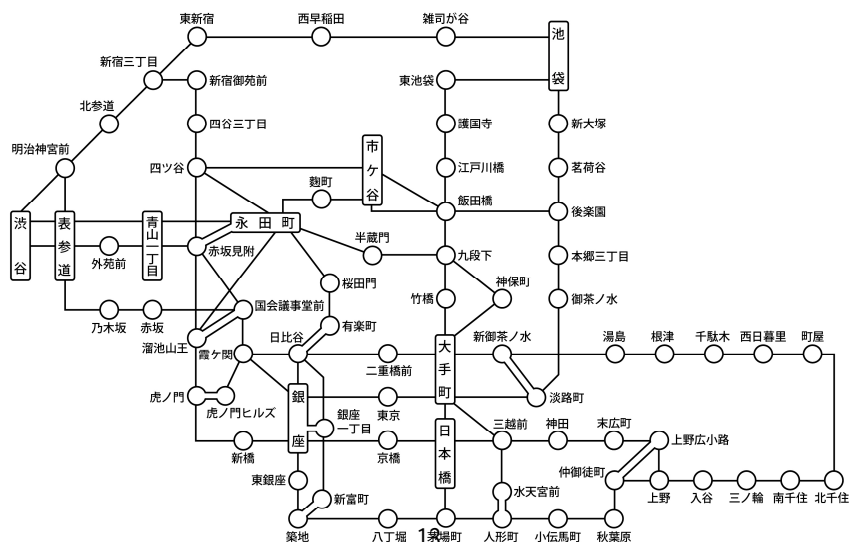 東新宿
西早稲田
雑司が谷
池袋
新宿三丁目
新宿御苑前
東池袋
北参道
四谷三丁目
護国寺
新大塚
明治神宮前
四ツ谷
市ケ谷
江戸川橋
茗荷谷
麴町
飯田橋
後楽園
渋谷
表参道
青山一丁目
永田町
外苑前
赤坂見附
半蔵門
九段下
本郷三丁目
桜田門
神保町
竹橋
御茶ノ水
乃木坂
赤坂
国会議事堂前
溜池山王
霞ケ関
日比谷
有楽町
大手町
新御茶ノ水
湯島
根津
千駄木
西日暮里
町屋
二重橋前
虎ノ門
虎ノ門ヒルズ
銀座
銀座
一丁目
東京
淡路町
新橋
日本橋
京橋
三越前
神田
末広町
上野広小路
東銀座
新富町
水天宮前
仲御徒町
上野
入谷
三ノ輪
南千住
北千住
築地
八丁堀
場町
人形町
小伝馬町
秋葉原